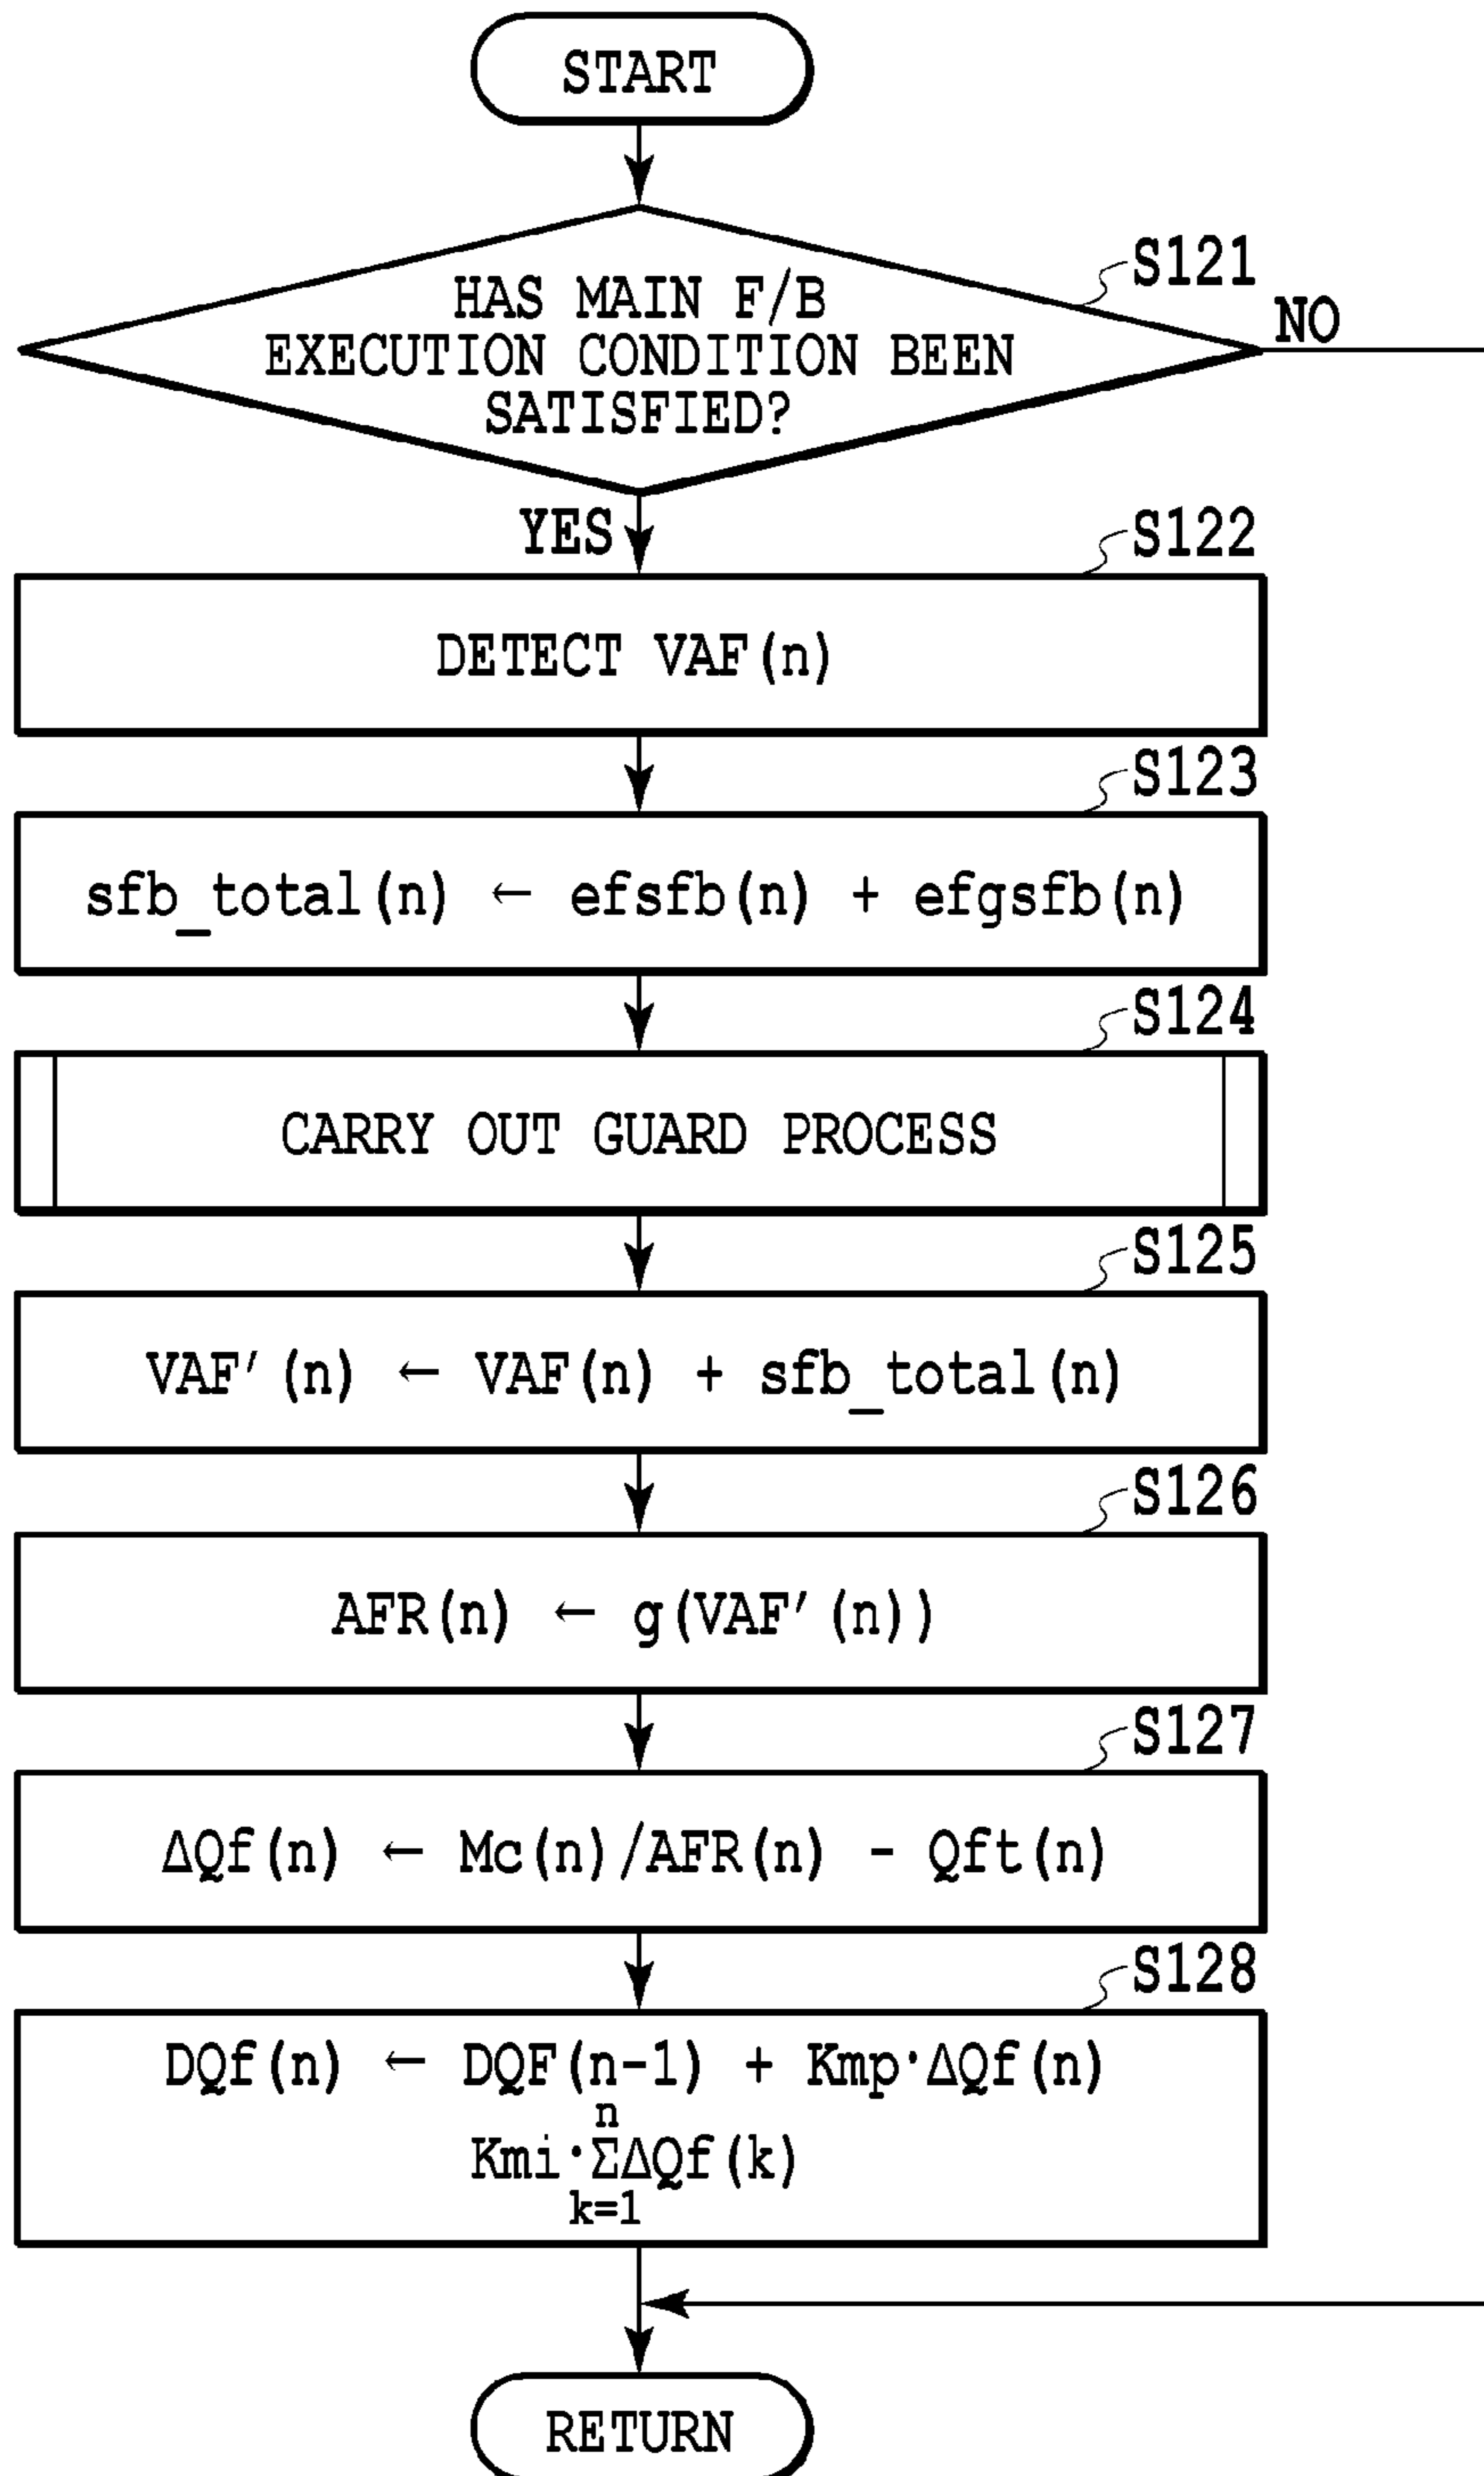 START
S121
HAS MAIN F/B
EXECUTION CONDITION BEEN
SATISFIED?
NO
YES
S122
DETECT VAF(n)
S123
sfb_total(n) ← efsfb(n) + efgsfb(n)
S124
CARRY OUT GUARD PROCESS
S125
VAF'(n) ← VAF(n) + sfb_total(n)
S126
AFR(n) ← g(VAF'(n))
S127
ΔQf(n) ← Mc(n)/AFR(n) - Qft(n)
S128
DQf(n) ← DQF(n-1) + Kmp·ΔQf(n)
n
Kmi·ΣΔQf(k)
k=1
RETURN